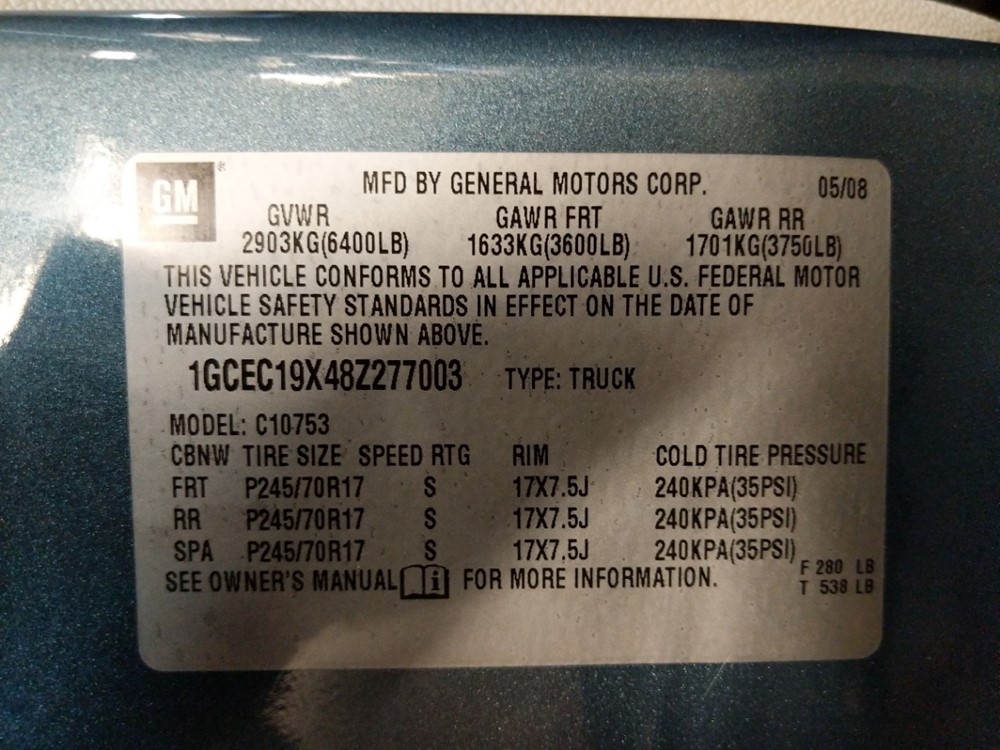 GM
MFD BY GENERAL MOTORS CORP. 05/08
GVWR GAWR FRT GAWR RR
2903KG(6400LB) 1633KG(3600LB) 1701KG(3750LB)
THIS VEHICLE CONFORMS TO ALL APPLICABLE U.S. FEDERAL MOTOR
VEHICLE SAFETY STANDARDS IN EFFECT ON THE DATE OF
MANUFACTURE SHOWN ABOVE.
1GCEC19X48Z277003 TYPE: TRUCK
MODEL: C10753
CBNW TIRE SIZE SPEED RTG RIM COLD TIRE PRESSURE
FRT P245/70R17 S 17X7.5J 240KPA(35PSI)
RR P245/70R17 S 17X7.5J 240KPA(35PSI)
SPA P245/70R17 S 17X7.5J 240KPA(35PSI)
F 280 LB
SEE OWNER'S MANUAL i FOR MORE INFORMATION.
T 538 LB